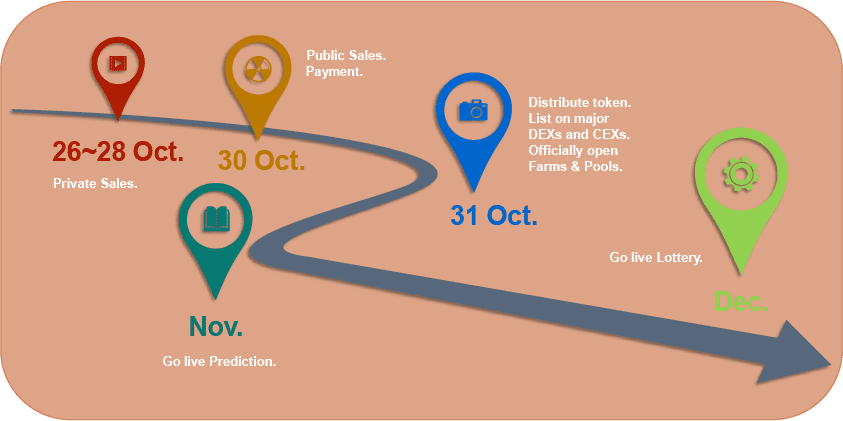 26~28 Oct.
Private Sales.
Public Sales.
Payment.
30 Oct.
Distribute token.
List on major
DEXs and CEXs.
Officially open
Farms & Pools.
31 Oct.
Nov.
Go live Prediction.
Go live Lottery.
Dec.